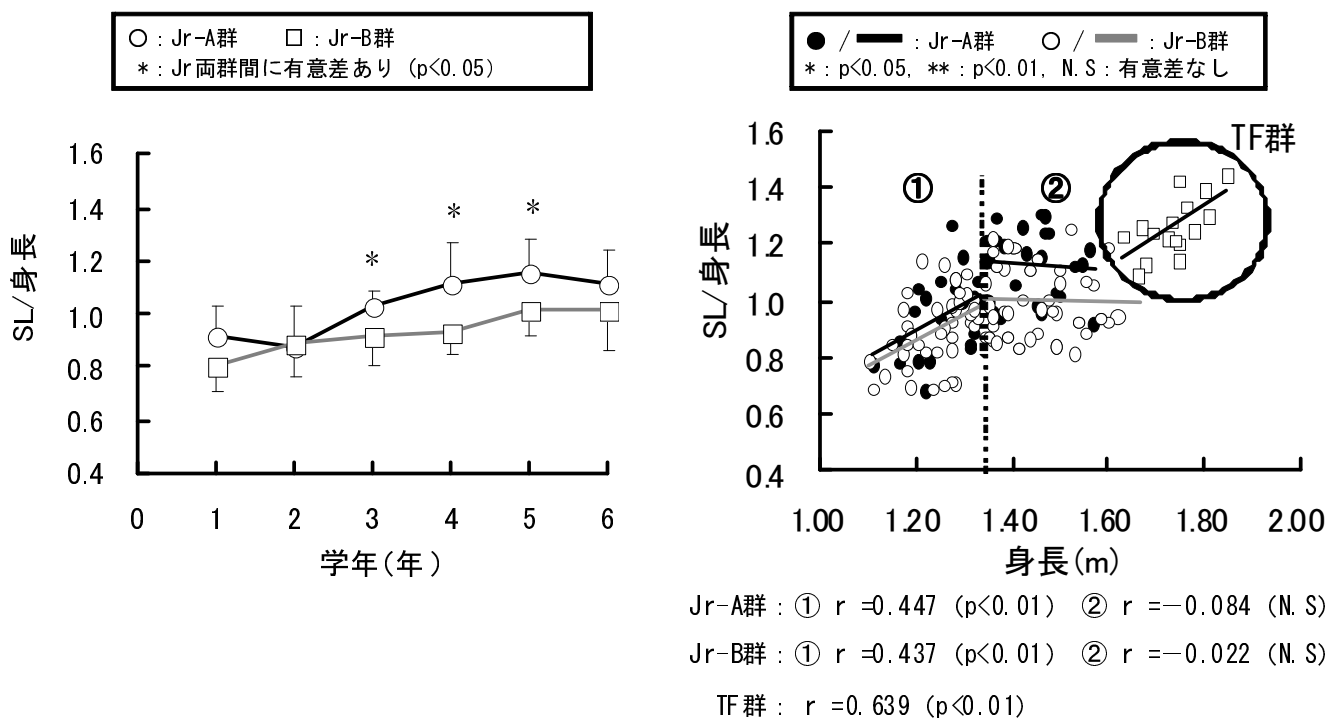 ○ : Jr-A群　□ : Jr-B群
* : Jr両群間に有意差あり (p<0.05)
SL/身長
1.6
1.4
1.2
1.0
0.8
0.6
0.4
*
*
*
0
1
2
3
4
5
6
学年(年)
● / ━ : Jr-A群　○ / ━ : Jr-B群
* : p<0.05, ** : p<0.01, N.S : 有意差なし
SL/身長
1.6
1.4
1.2
1.0
0.8
0.6
0.4
①
②
TF群
1.00
1.20
1.40
1.60
1.80
2.00
身長(m)
Jr-A群 : ① r =0.447 (p<0.01)　② r =－0.084 (N.S)
Jr-B群 : ① r =0.437 (p<0.01)　② r =－0.022 (N.S)
TF群 : r =0.639 (p<0.01)